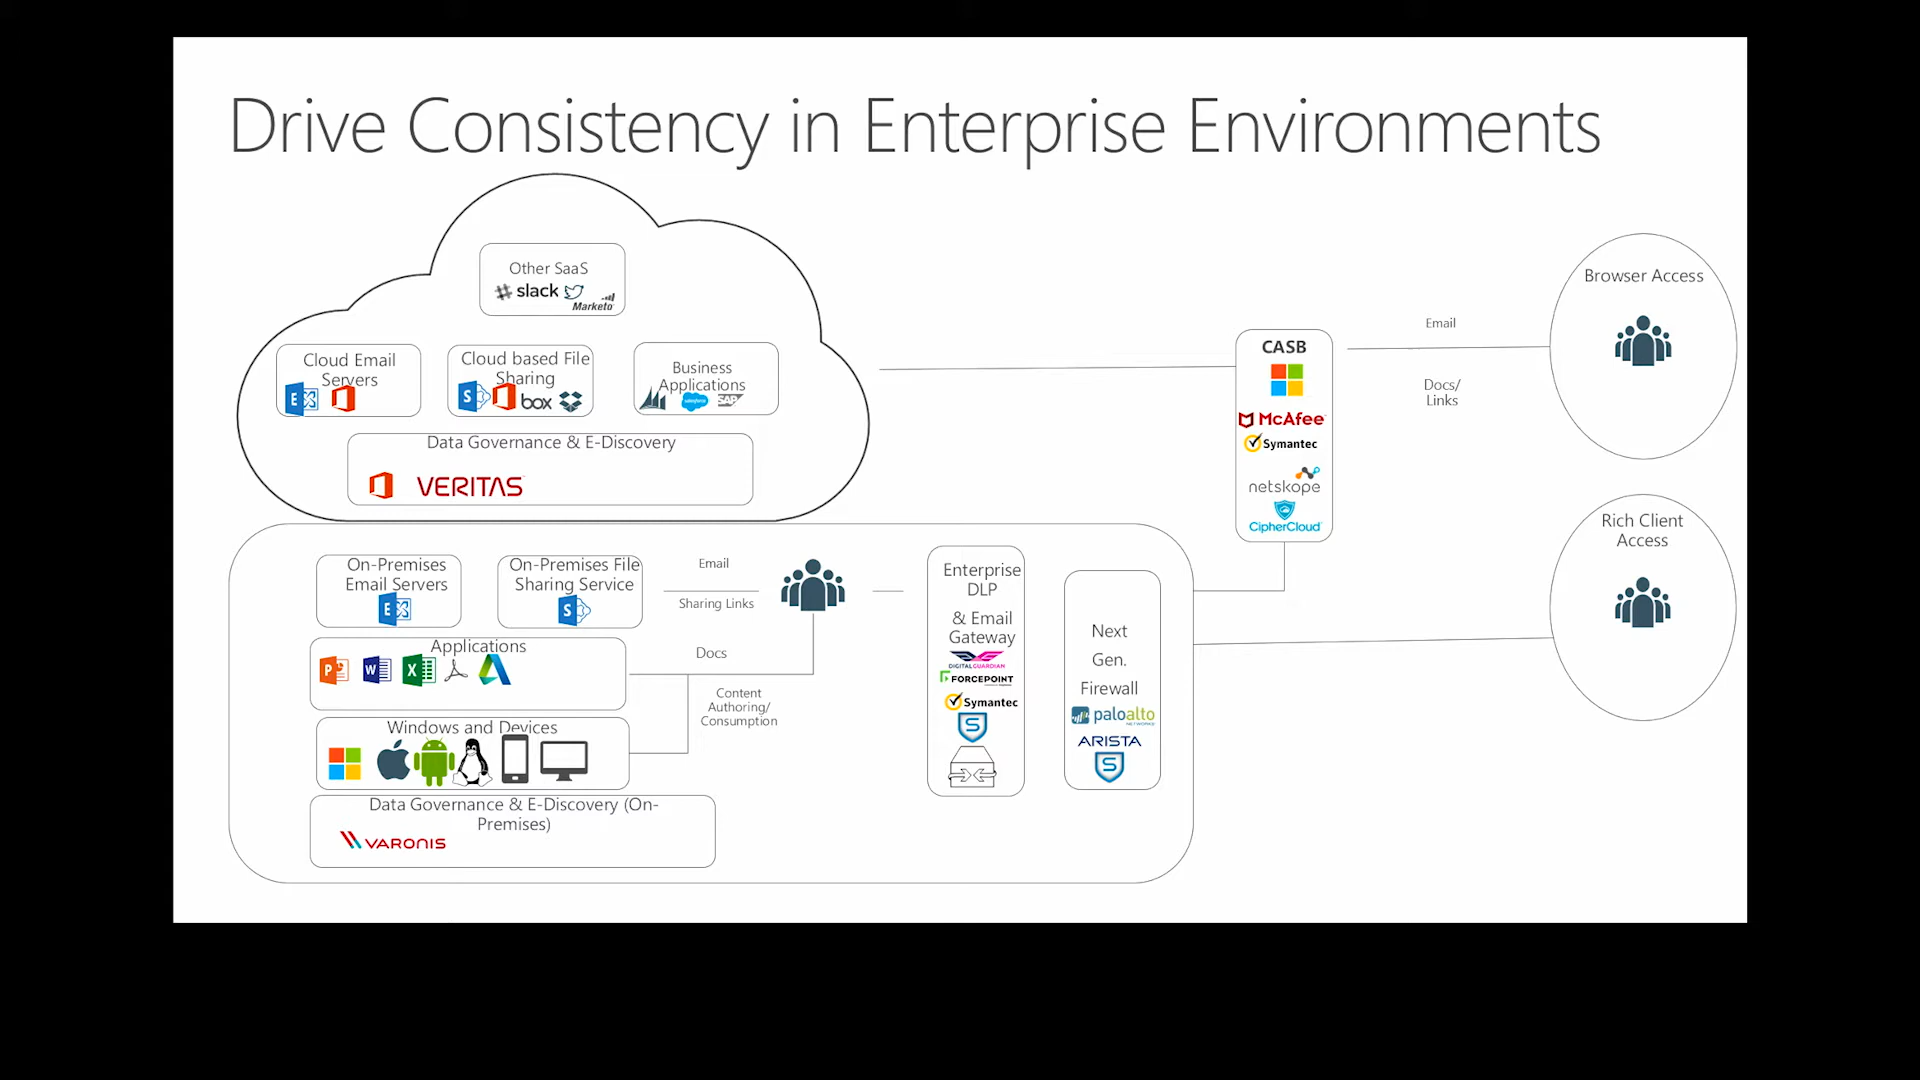 Drive Consistency in Enterprise Environments
Other SaaS
slack
Marketo
Cloud Email
Servers
Cloud based File
Sharing
box
Business
Applications
salesforce
SAP
Data Governance & E-Discovery
VERITAS
CASB
McAfee
Symantec
netskope
CipherCloud
Email
Docs/
Links
Browser Access
Rich Client
Access
On-Premises
Email Servers
On-Premises File
Sharing Service
Email
Sharing Links
Applications
Docs
Content
Authoring/
Consumption
Windows and Devices
Data Governance & E-Discovery (On-
Premises)
VARONIS
Enterprise
DLP
& Email
Gateway
DIGITAL GUARDIAN
FORCEPOINT
Symantec
Next
Gen.
Firewall
paloalto
NETWORKS
ARISTA